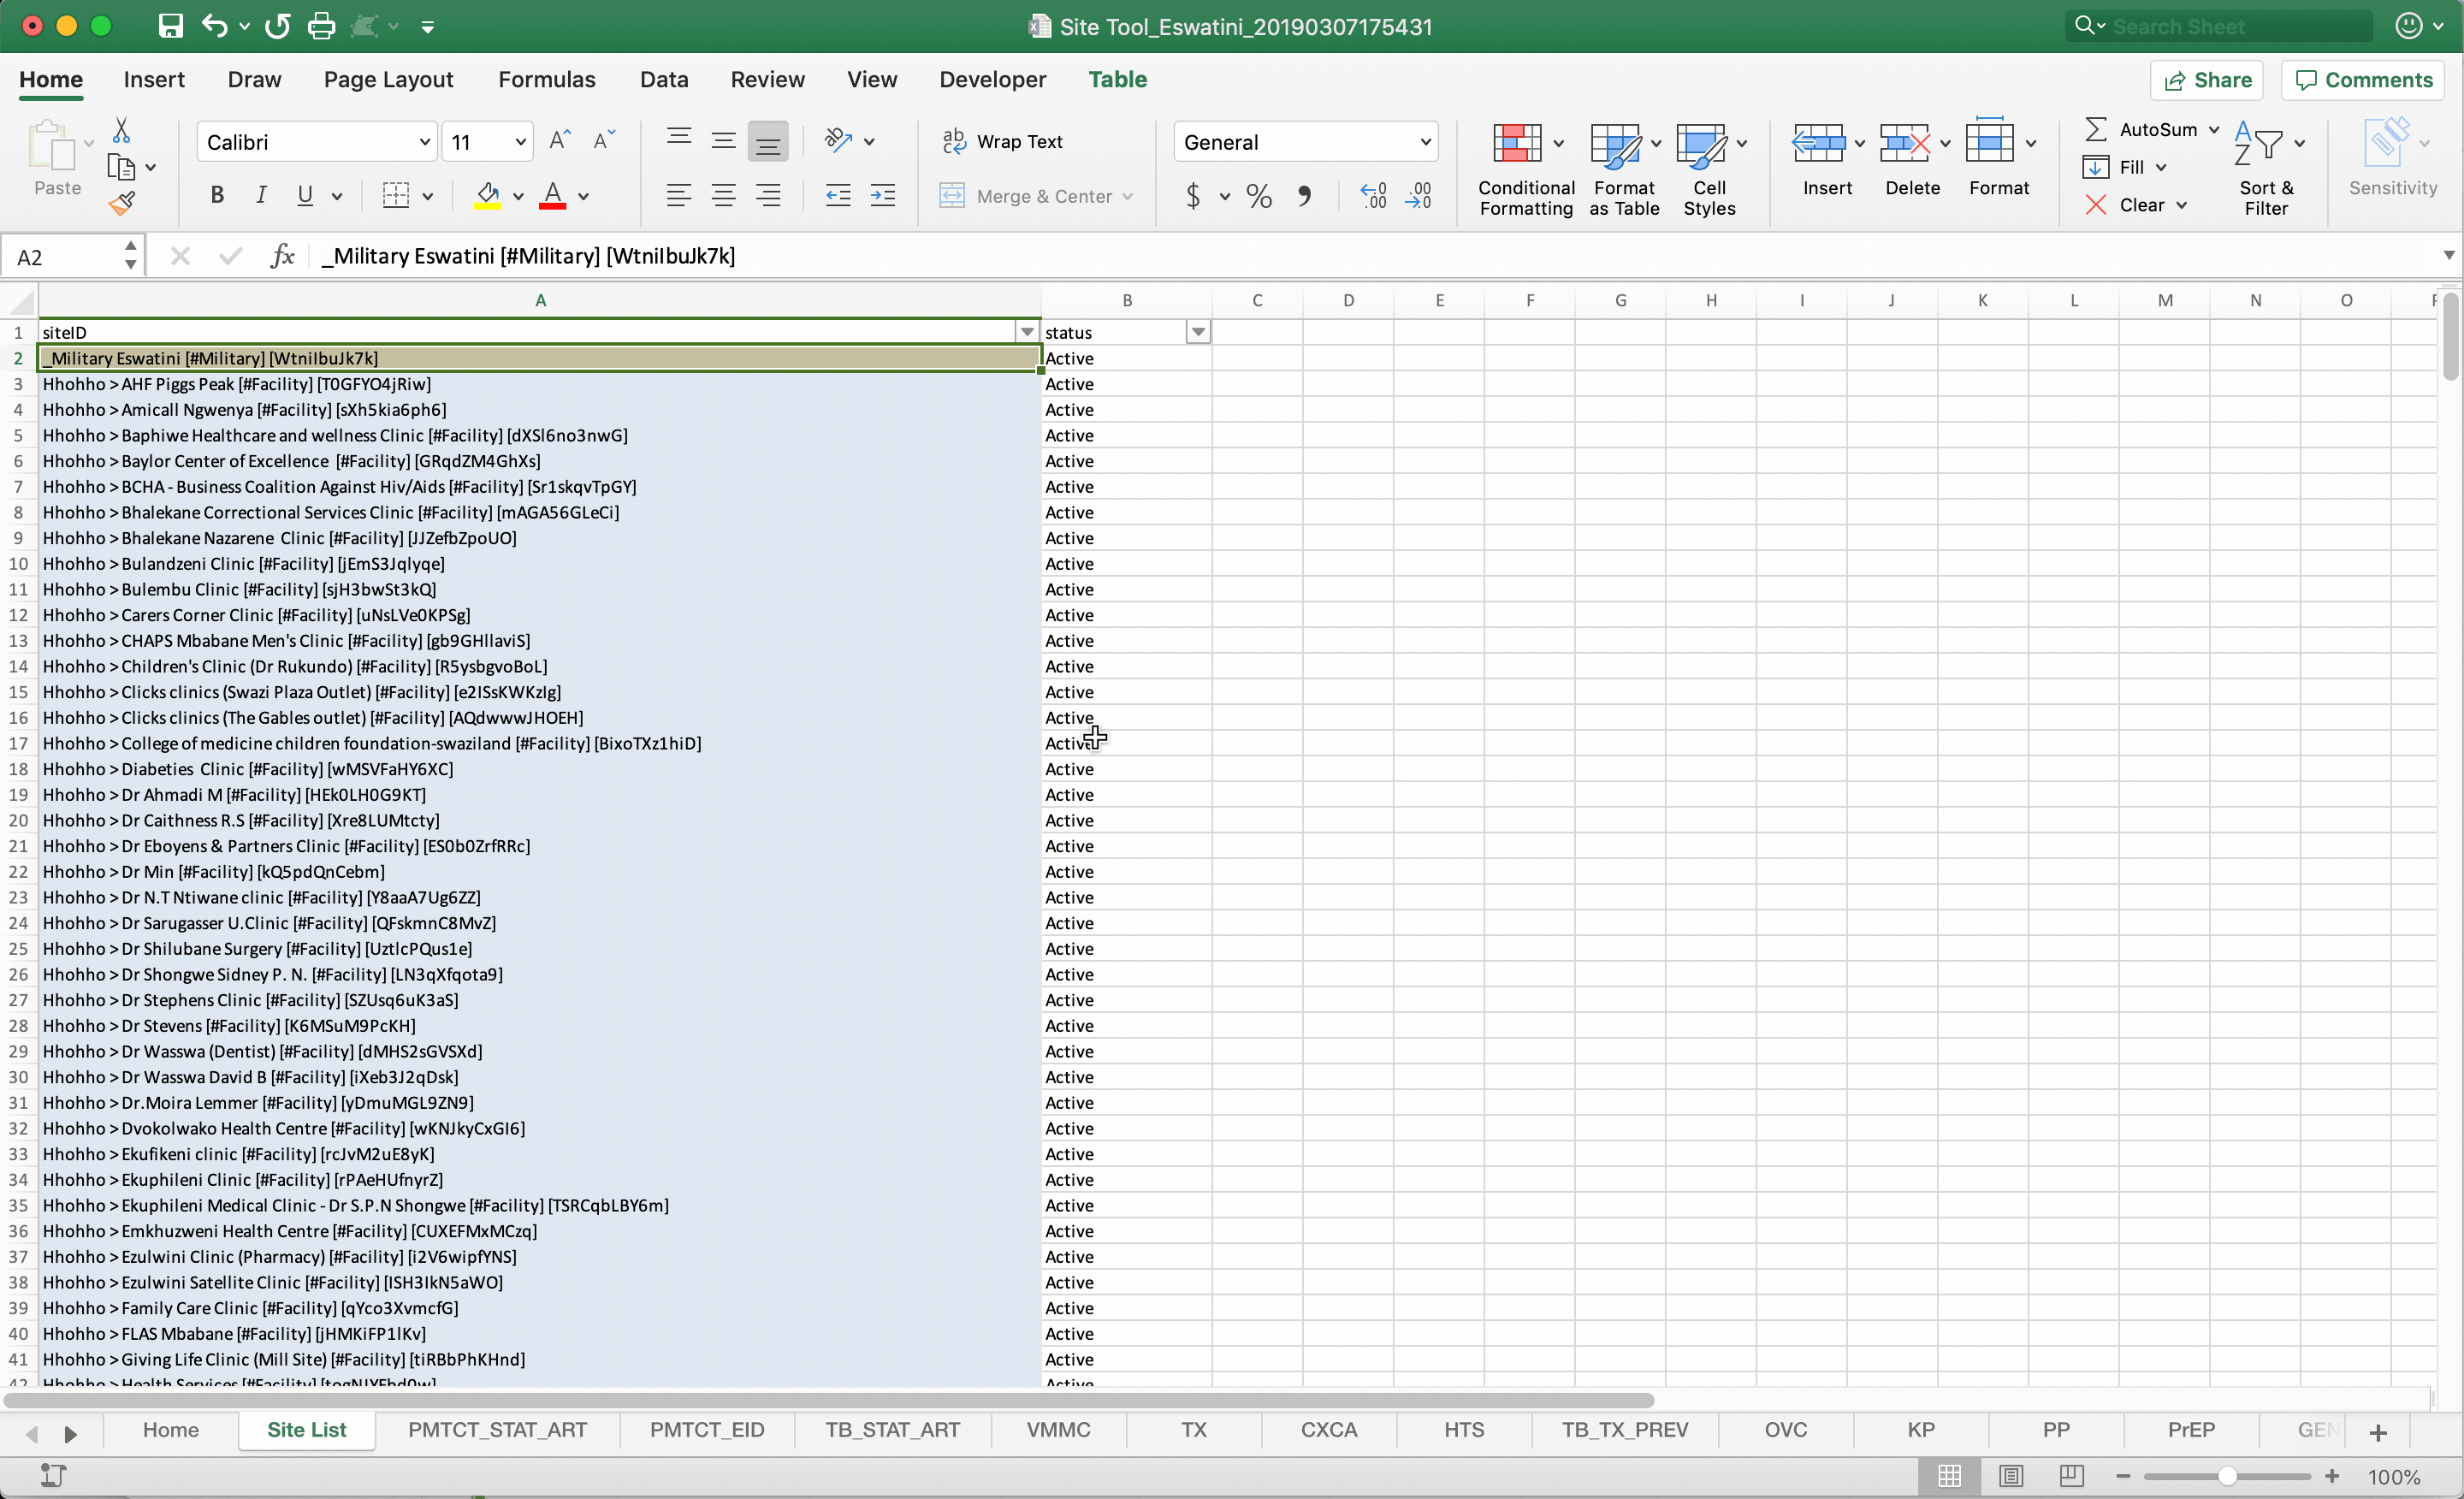 Site Tool_Eswatini_20190307175431
Search Sheet
Home Insert Draw Page Layout Formulas Data Review View Developer Table Share Comments
Paste
Calibri 11
B I U A
Wrap Text
Merge & Center
General
$ %
Conditional Formatting
Format as Table
Cell Styles
Insert Delete Format
AutoSum
Fill
Clear
Sort & Filter
Sensitivity
A2 fx _Military Eswatini [#Military] [WtnilbuJk7k]
A B C D E F G H I J K L M N O
1 siteID status
2 _Military Eswatini [#Military] [WtnilbuJk7k] Active
3 Hhohho > AHF Piggs Peak [#Facility] [T0GFYO4jRiw] Active
4 Hhohho > Amicall Ngwenya [#Facility] [sXh5kia6ph6] Active
5 Hhohho > Baphiwe Healthcare and wellness Clinic [#Facility] [dXSl6no3nwG] Active
6 Hhohho > Baylor Center of Excellence [#Facility] [GRqdZM4GhXs] Active
7 Hhohho > BCHA - Business Coalition Against Hiv/Aids [#Facility] [Sr1skqvTpGY] Active
8 Hhohho > Bhalekane Correctional Services Clinic [#Facility] [mAGA56GLeCi] Active
9 Hhohho > Bhalekane Nazarene Clinic [#Facility] [JJZefbZpoUO] Active
10 Hhohho > Bulandzeni Clinic [#Facility] [jEmS3Jqlyqe] Active
11 Hhohho > Bulembu Clinic [#Facility] [sjH3bwSt3kQ] Active
12 Hhohho > Carers Corner Clinic [#Facility] [uNsLVe0KPSg] Active
13 Hhohho > CHAPS Mbabane Men's Clinic [#Facility] [gb9GHllaviS] Active
14 Hhohho > Children's Clinic (Dr Rukundo) [#Facility] [R5ysbgvoBoL] Active
15 Hhohho > Clicks clinics (Swazi Plaza Outlet) [#Facility] [e2ISsKWKzIg] Active
16 Hhohho > Clicks clinics (The Gables outlet) [#Facility] [AQdwwwJHOEH] Active
17 Hhohho > College of medicine children foundation-swaziland [#Facility] [BixoTXz1hiD] Active
18 Hhohho > Diabeties Clinic [#Facility] [wMSVFaHY6XC] Active
19 Hhohho > Dr Ahmadi M [#Facility] [HEk0LH0G9KT] Active
20 Hhohho > Dr Caithness R.S [#Facility] [Xre8LUMtcty] Active
21 Hhohho > Dr Eboyens & Partners Clinic [#Facility] [ES0b0ZrfRRc] Active
22 Hhohho > Dr Min [#Facility] [kQ5pdQnCebm] Active
23 Hhohho > Dr N.T Ntiwane clinic [#Facility] [Y8aaA7Ug6ZZ] Active
24 Hhohho > Dr Sarugasser U.Clinic [#Facility] [QFskmnC8MvZ] Active
25 Hhohho > Dr Shilubane Surgery [#Facility] [UztlcPQus1e] Active
26 Hhohho > Dr Shongwe Sidney P. N. [#Facility] [LN3qXfqota9] Active
27 Hhohho > Dr Stephens Clinic [#Facility] [SZUsq6uK3aS] Active
28 Hhohho > Dr Stevens [#Facility] [K6MSuM9PcKH] Active
29 Hhohho > Dr Wasswa (Dentist) [#Facility] [dMHS2sGVSXd] Active
30 Hhohho > Dr Wasswa David B [#Facility] [iXeb3J2qDsk] Active
31 Hhohho > Dr.Moira Lemmer [#Facility] [yDmuMGL9ZN9] Active
32 Hhohho > Dvokolwako Health Centre [#Facility] [wKNJkyCxGI6] Active
33 Hhohho > Ekufikeni clinic [#Facility] [rcJvM2uE8yK] Active
34 Hhohho > Ekuphileni Clinic [#Facility] [rPAeHUfnyrZ] Active
35 Hhohho > Ekuphileni Medical Clinic - Dr S.P.N Shongwe [#Facility] [TSRCqbLBY6m] Active
36 Hhohho > Emkhuzweni Health Centre [#Facility] [CUXEFMxMCzq] Active
37 Hhohho > Ezulwini Clinic (Pharmacy) [#Facility] [i2V6wipfYNS] Active
38 Hhohho > Ezulwini Satellite Clinic [#Facility] [ISH3IkN5aWO] Active
39 Hhohho > Family Care Clinic [#Facility] [qYco3XvmcfG] Active
40 Hhohho > FLAS Mbabane [#Facility] [jHMKiFP1lKv] Active
41 Hhohho > Giving Life Clinic (Mill Site) [#Facility] [tiRBbPhKHnd] Active
42 Hhohho > Health Services [#Facility] Active
Home Site List PMTCT_STAT_ART PMTCT_EID TB_STAT_ART VMMC TX CXCA HTS TB_TX_PREV OVC KP PP PrEP GEN
100%